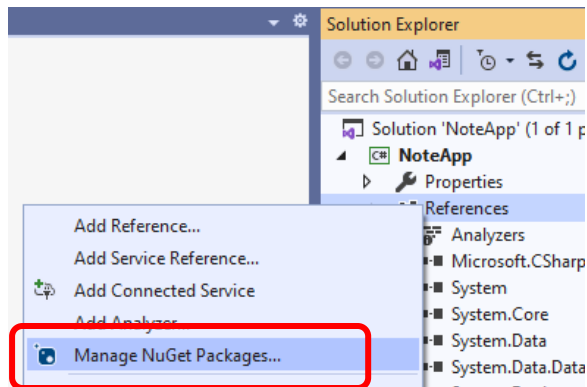 Solution Explorer
Search Solution Explorer (Ctrl+;)
Solution 'NoteApp' (1 of 1 p
C# NoteApp
Properties
References
Analyzers
Microsoft.CSharp
System
System.Core
System.Data
System.Data.Data
Add Reference...
Add Service Reference...
Add Connected Service
Add Analyzer...
Manage NuGet Packages...